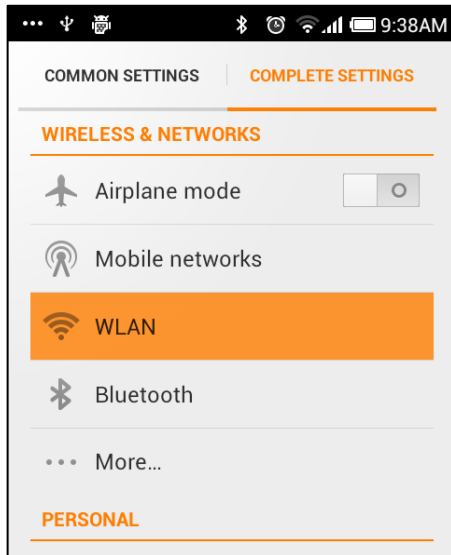 9:38AM
COMMON SETTINGS
COMPLETE SETTINGS
WIRELESS & NETWORKS
Airplane mode
Mobile networks
WLAN
Bluetooth
More...
PERSONAL